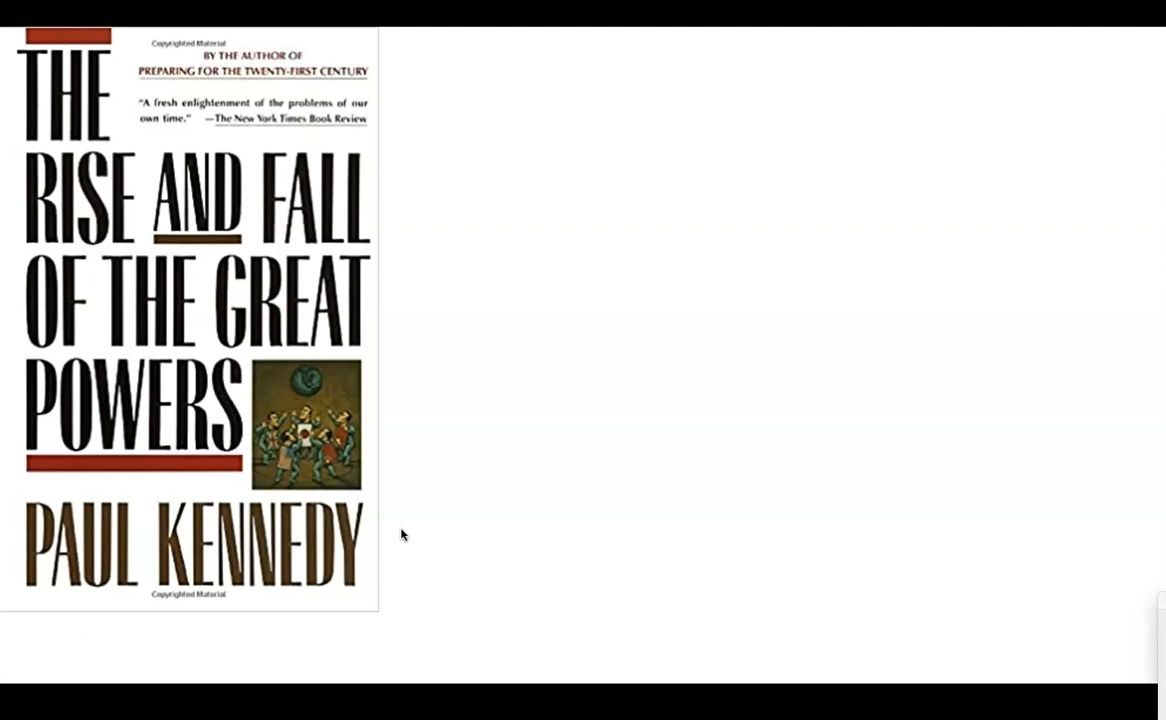 Copyrighted Material
BY THE AUTHOR OF
PREPARING FOR THE TWENTY-FIRST CENTURY
"A fresh enlightenment of the problems of our
own time." —The New York Times Book Review
THE
RISE AND FALL
OF THE GREAT
POWERS
PAUL KENNEDY
Copyrighted Material